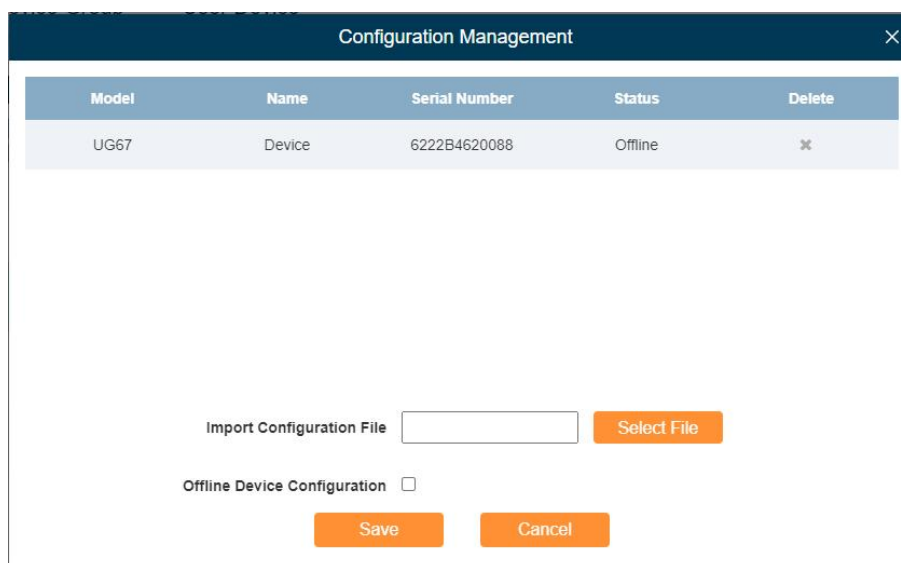 Configuration Management
Model Name Serial Number Status Delete
UG67 Device 6222B4620088 Offline
Import Configuration File Select File
Offline Device Configuration
Save Cancel